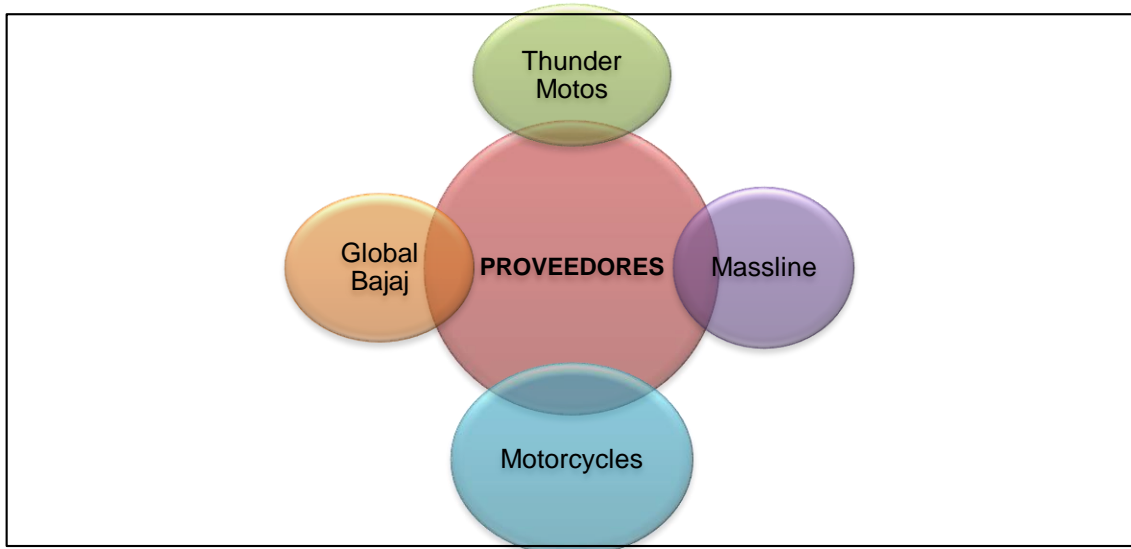 Thunder
Motos
Global
Bajaj
PROVEEDORES
Massline
Motorcycles